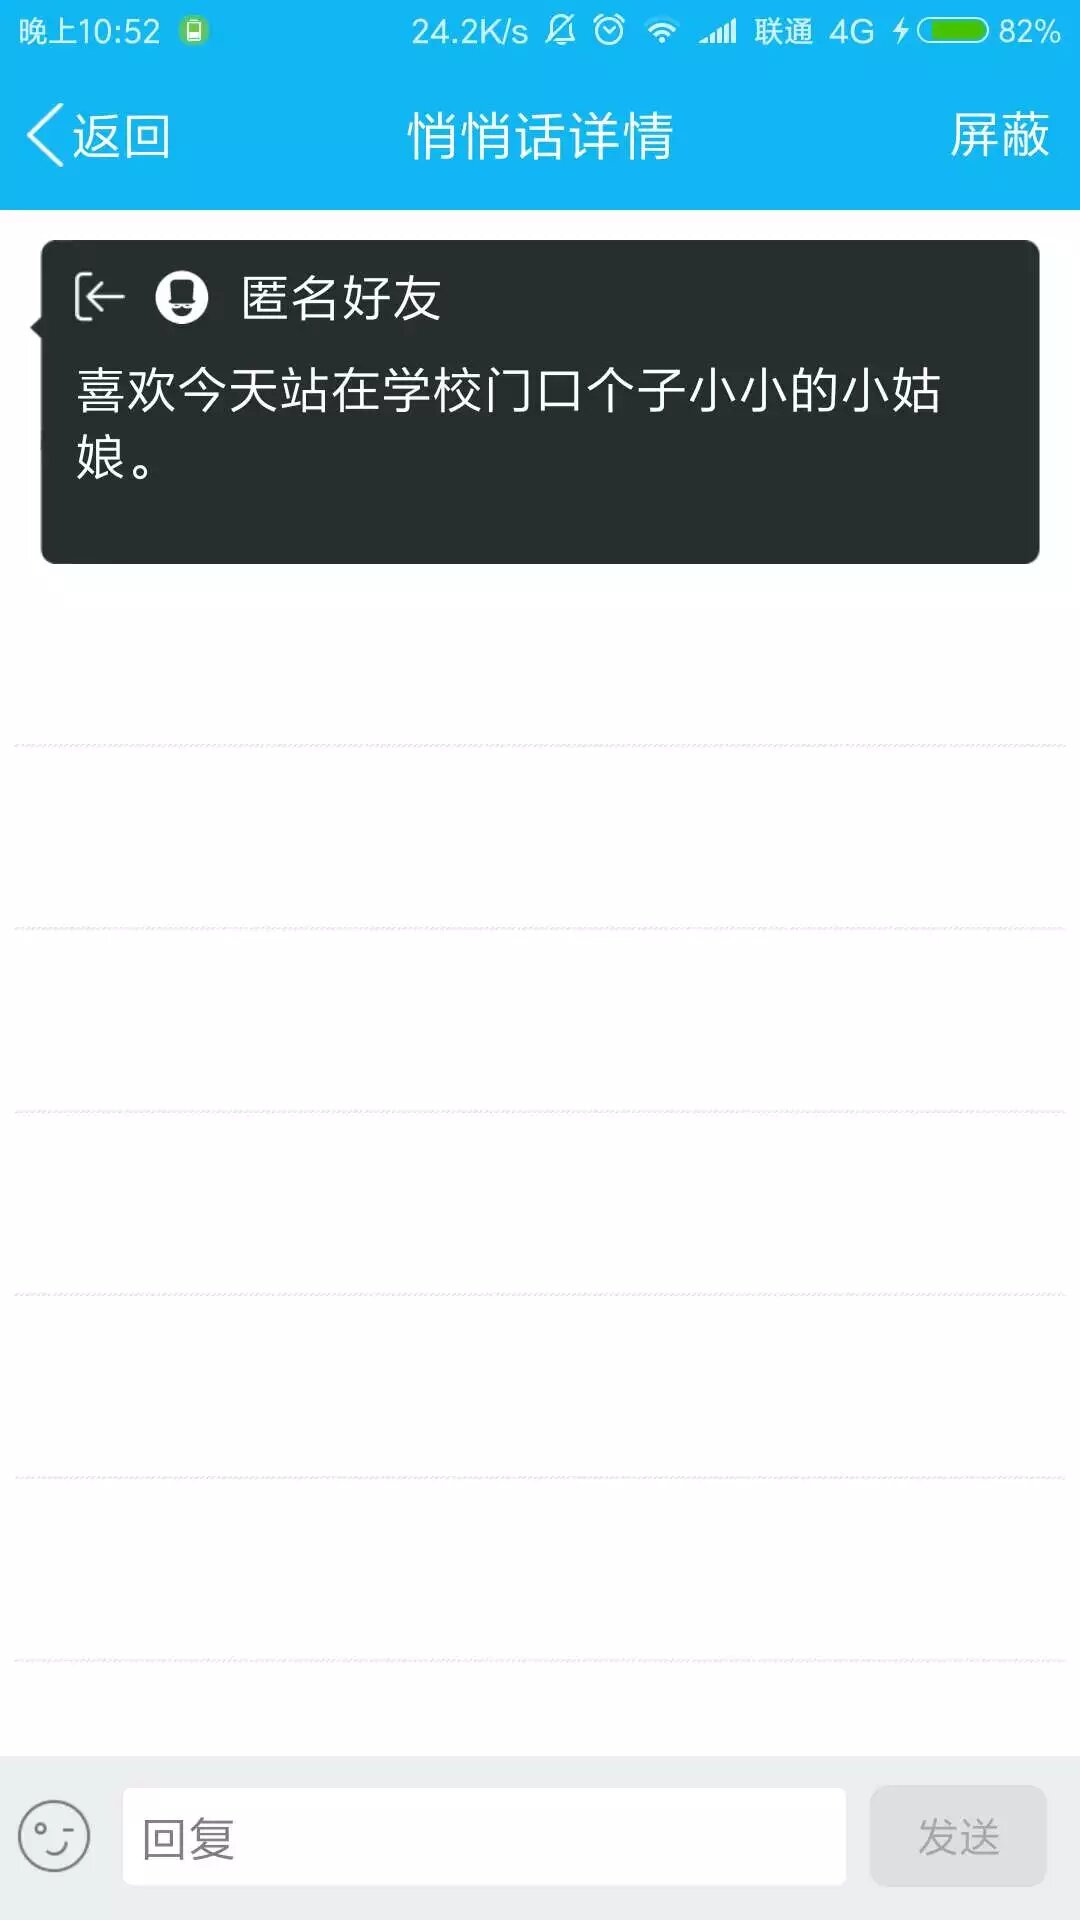 晚上10:52 24.2K/s 联通 4G 82%
返回 悄悄话详情 屏蔽
匿名好友
喜欢今天站在学校门口个子小小的小姑
娘。
回复 发送